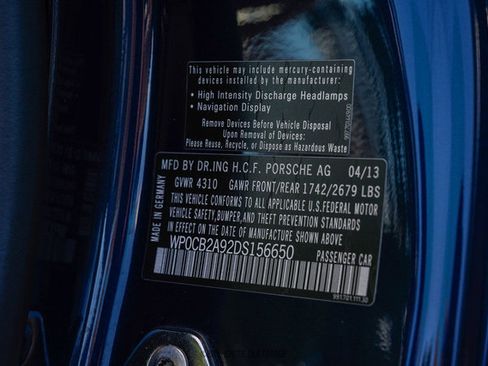 This vehicle may include mercury-containing
devices installed by the manufacturer:
• High Intensity Discharge Headlamps
• Navigation Display
Remove Devices Before Vehicle Disposal
Upon Removal of Devices:
Please Reuse, Recycle, or Dispose as Hazardous Waste
MFD BY DR.ING H.C.F. PORSCHE AG 04/13
GVWR 4310 GAWR FRONT/REAR 1742/2679 LBS
THIS VEHICLE CONFORMS TO ALL APPLICABLE U.S.FEDERAL MOTOR
VEHICLE SAFETY,BUMPER,AND THEFT PREVENTION STANDARDS
IN EFFECT ON THE DATE OF MANUFACTURE SHOWN ABOVE
WP0CB2A92DS156650
PASSENGER CAR
MADE IN GERMANY
991.701.111.30